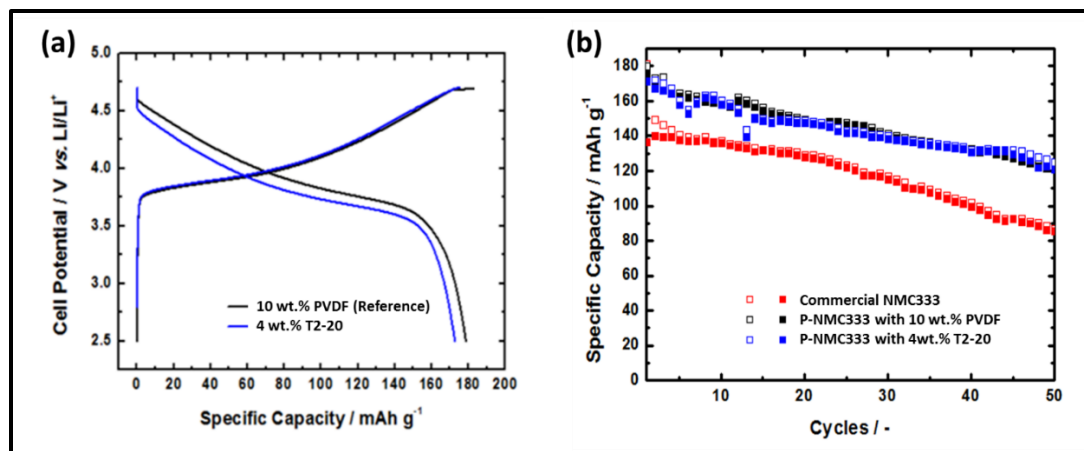 (a)
5.0
4.5
4.0
3.5
3.0
2.5
Cell Potential / V vs. Li/LI⁺
10 wt.% PVDF (Reference)
4 wt.% T2-20
0 20 40 60 80 100 120 140 160 180 200
Specific Capacity / mAh g⁻¹
(b)
180
160
140
120
100
80
60
40
20
0
Specific Capacity / mAh g⁻¹
Commercial NMC333
P-NMC333 with 10 wt.% PVDF
P-NMC333 with 4wt.% T2-20
10 20 30 40 50
Cycles / -